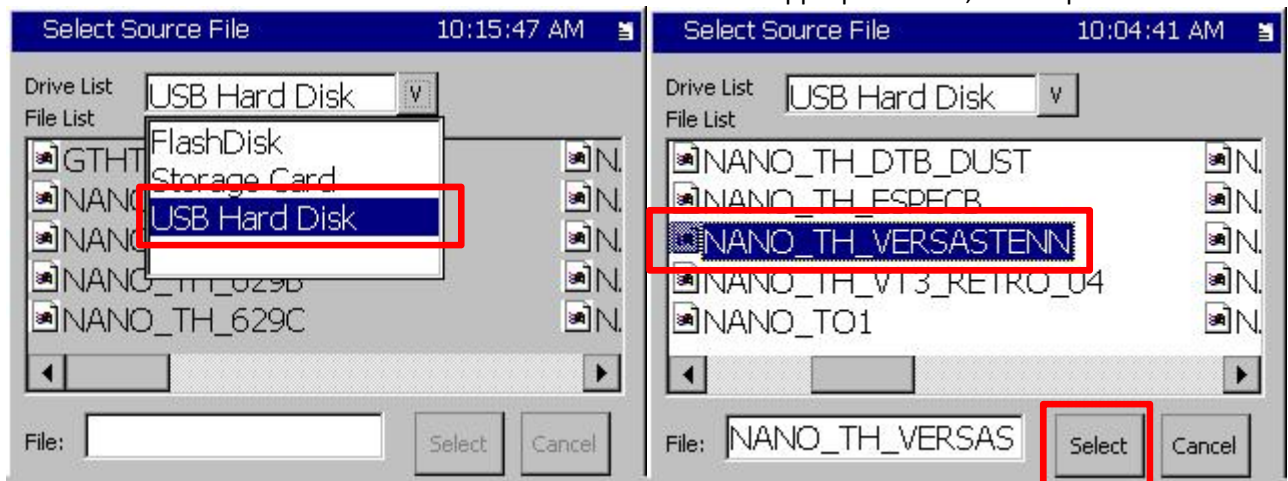 Select Source File 10:15:47 AM
Drive List USB Hard Disk V
File List
FlashDisk
Storage Card
USB Hard Disk
GTHT N.
N.
N.
N.
NANO_TH_629C N.
File: Select Cancel
Select Source File 10:04:41 AM
Drive List USB Hard Disk V
File List
NANO_TH_DTB_DUST N.
NANO_TH_ESPECB N.
NANO_TH_VERSASTENN N.
NANO_TH_VT3_RETRO_04 N.
NANO_TO1 N.
File: NANO_TH_VERSAS Select Cancel